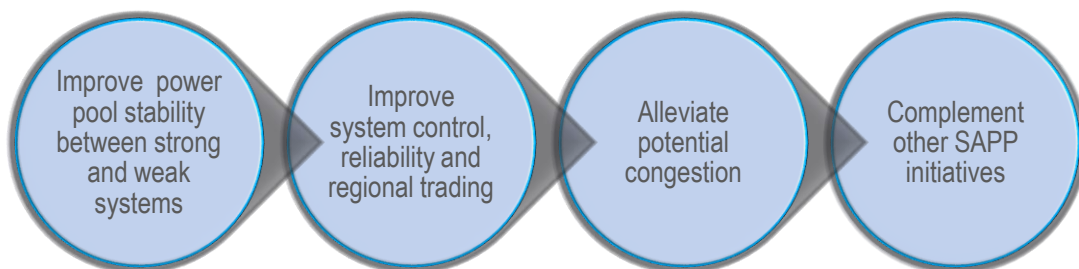 Improve power
pool stability
between strong
and weak
systems
Improve
system control,
reliability and
regional trading
Alleviate
potential
congestion
Complement
other SAPP
initiatives